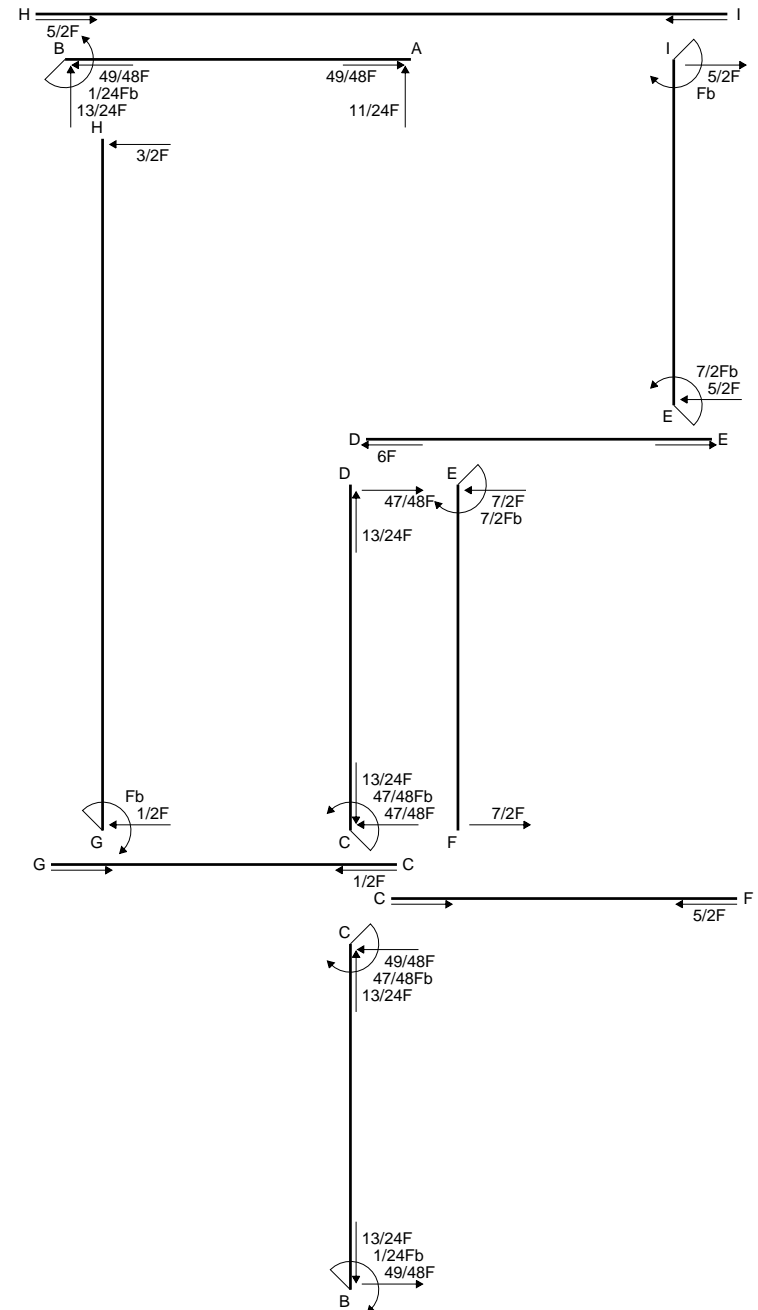 H I
5/2F
B A I
49/48F 49/48F 5/2F
1/24Fb Fb
13/24F 11/24F
H
3/2F
7/2Fb
5/2F
E
D E
6F
D E
47/48F 7/2F
7/2Fb
13/24F
13/24F
Fb 47/48Fb
1/2F 47/48F 7/2F
G C F
G C
1/2F
C F
5/2F
C
49/48F
47/48Fb
13/24F
13/24F
1/24Fb
49/48F
B